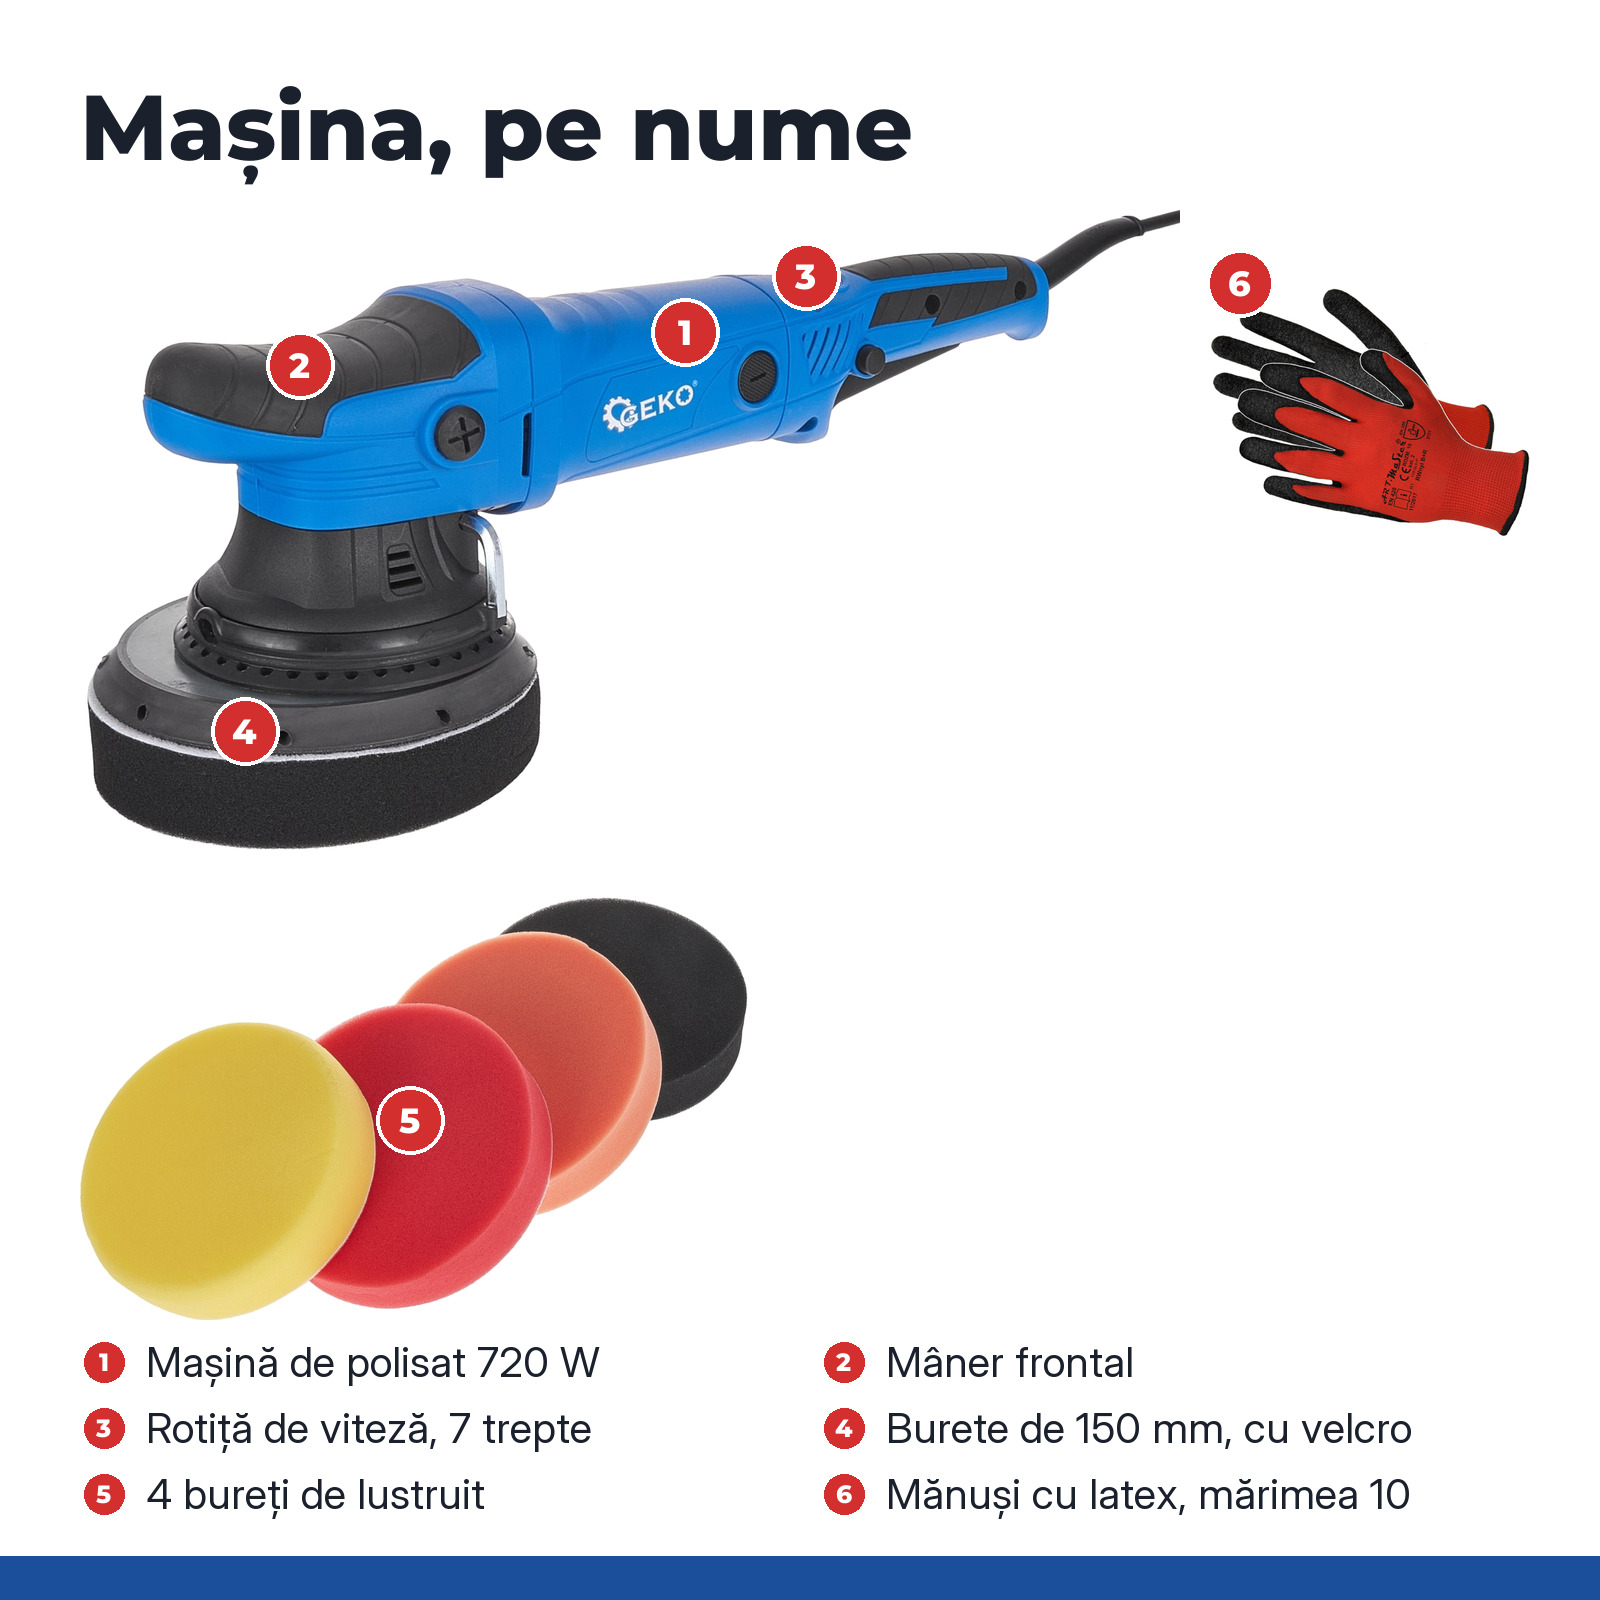 Mașina, pe nume
3
6
1
2
GEKO
4
5
1 Mașină de polisat 720 W
2 Mâner frontal
3 Rotiță de viteză, 7 trepte
4 Burete de 150 mm, cu velcro
5 4 bureți de lustruit
6 Mănuși cu latex, mărimea 10